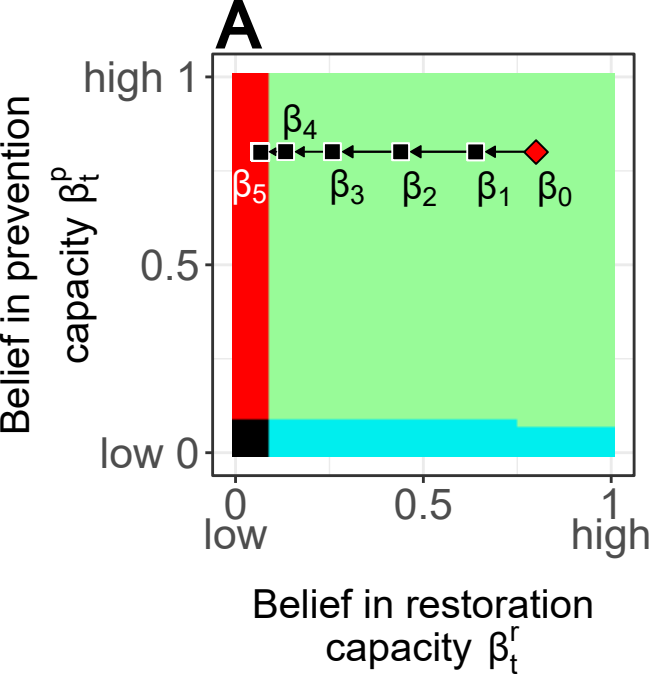 A
high 1
0.5
low 0
Belief in prevention
capacity βₜᵖ
β₄
β₅
β₃
β₂
β₁
β₀
0
0.5
1
low
high
Belief in restoration
capacity βₜʳ